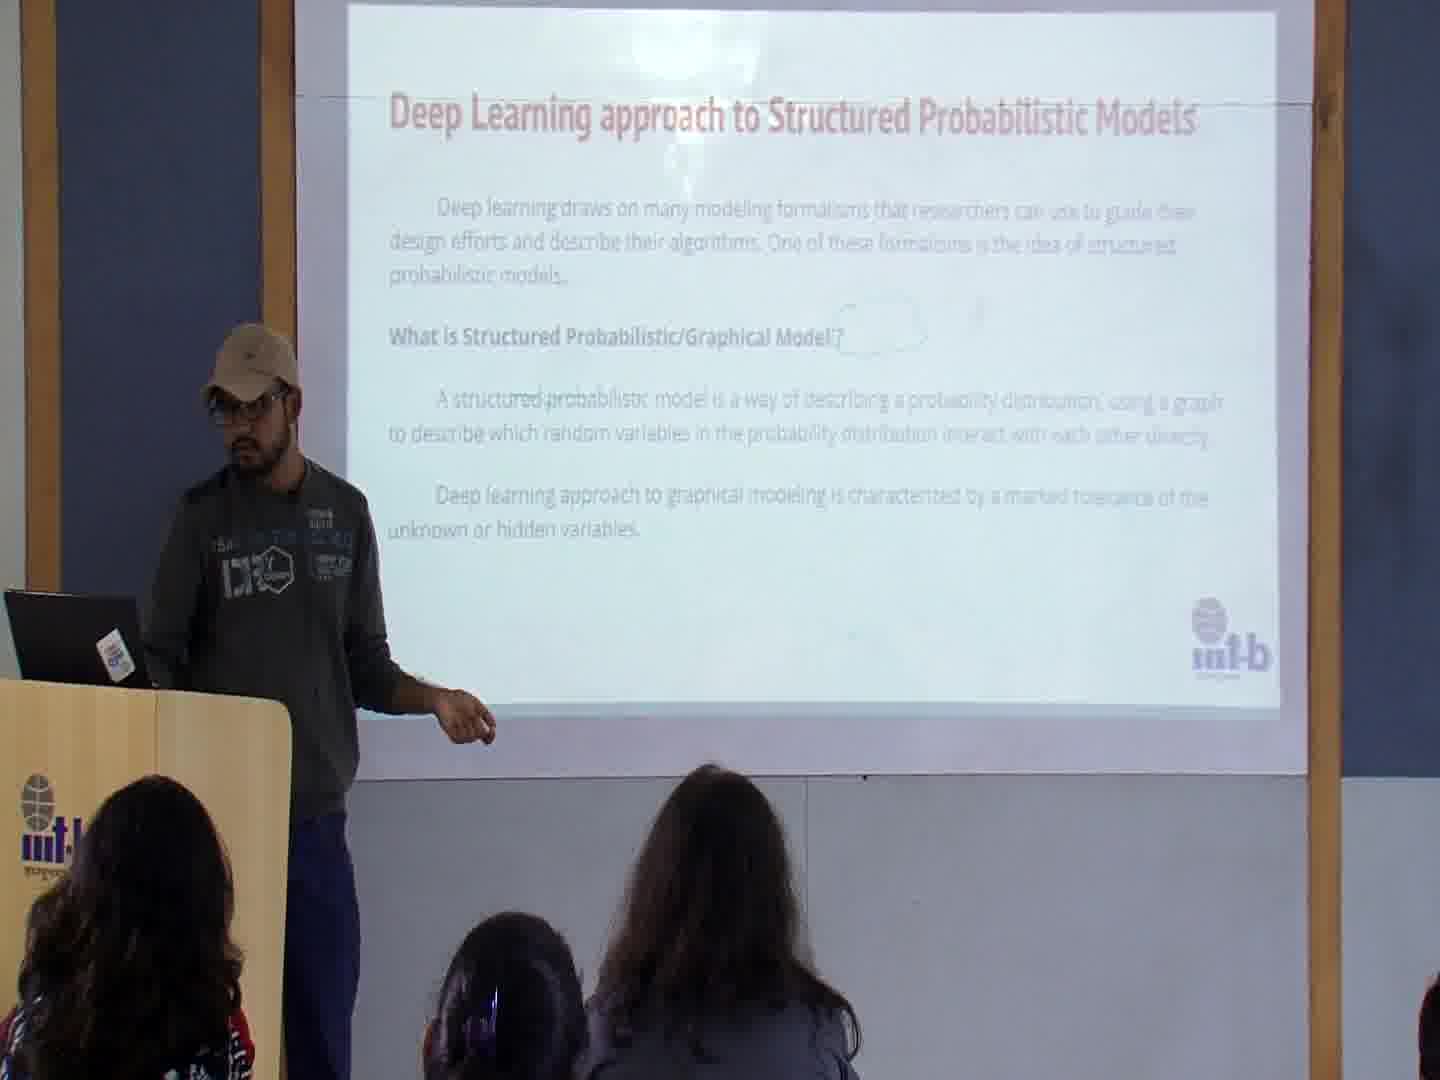 Deep Learning approach to Structured Probabilistic Models
Deep learning draws on many modeling formalisms that researchers can use to guide their
design efforts and describe their algorithms. One of these formalisms is the idea of structured
probabilistic models.
What is Structured Probabilistic/Graphical Model?
A structured probabilistic model is a way of describing a probability distribution, using a graph
to describe which random variables in the probability distribution interact with each other directly.
Deep learning approach to graphical modeling is characterized by a marked tolerance of the
unknown or hidden variables.
iiit-b